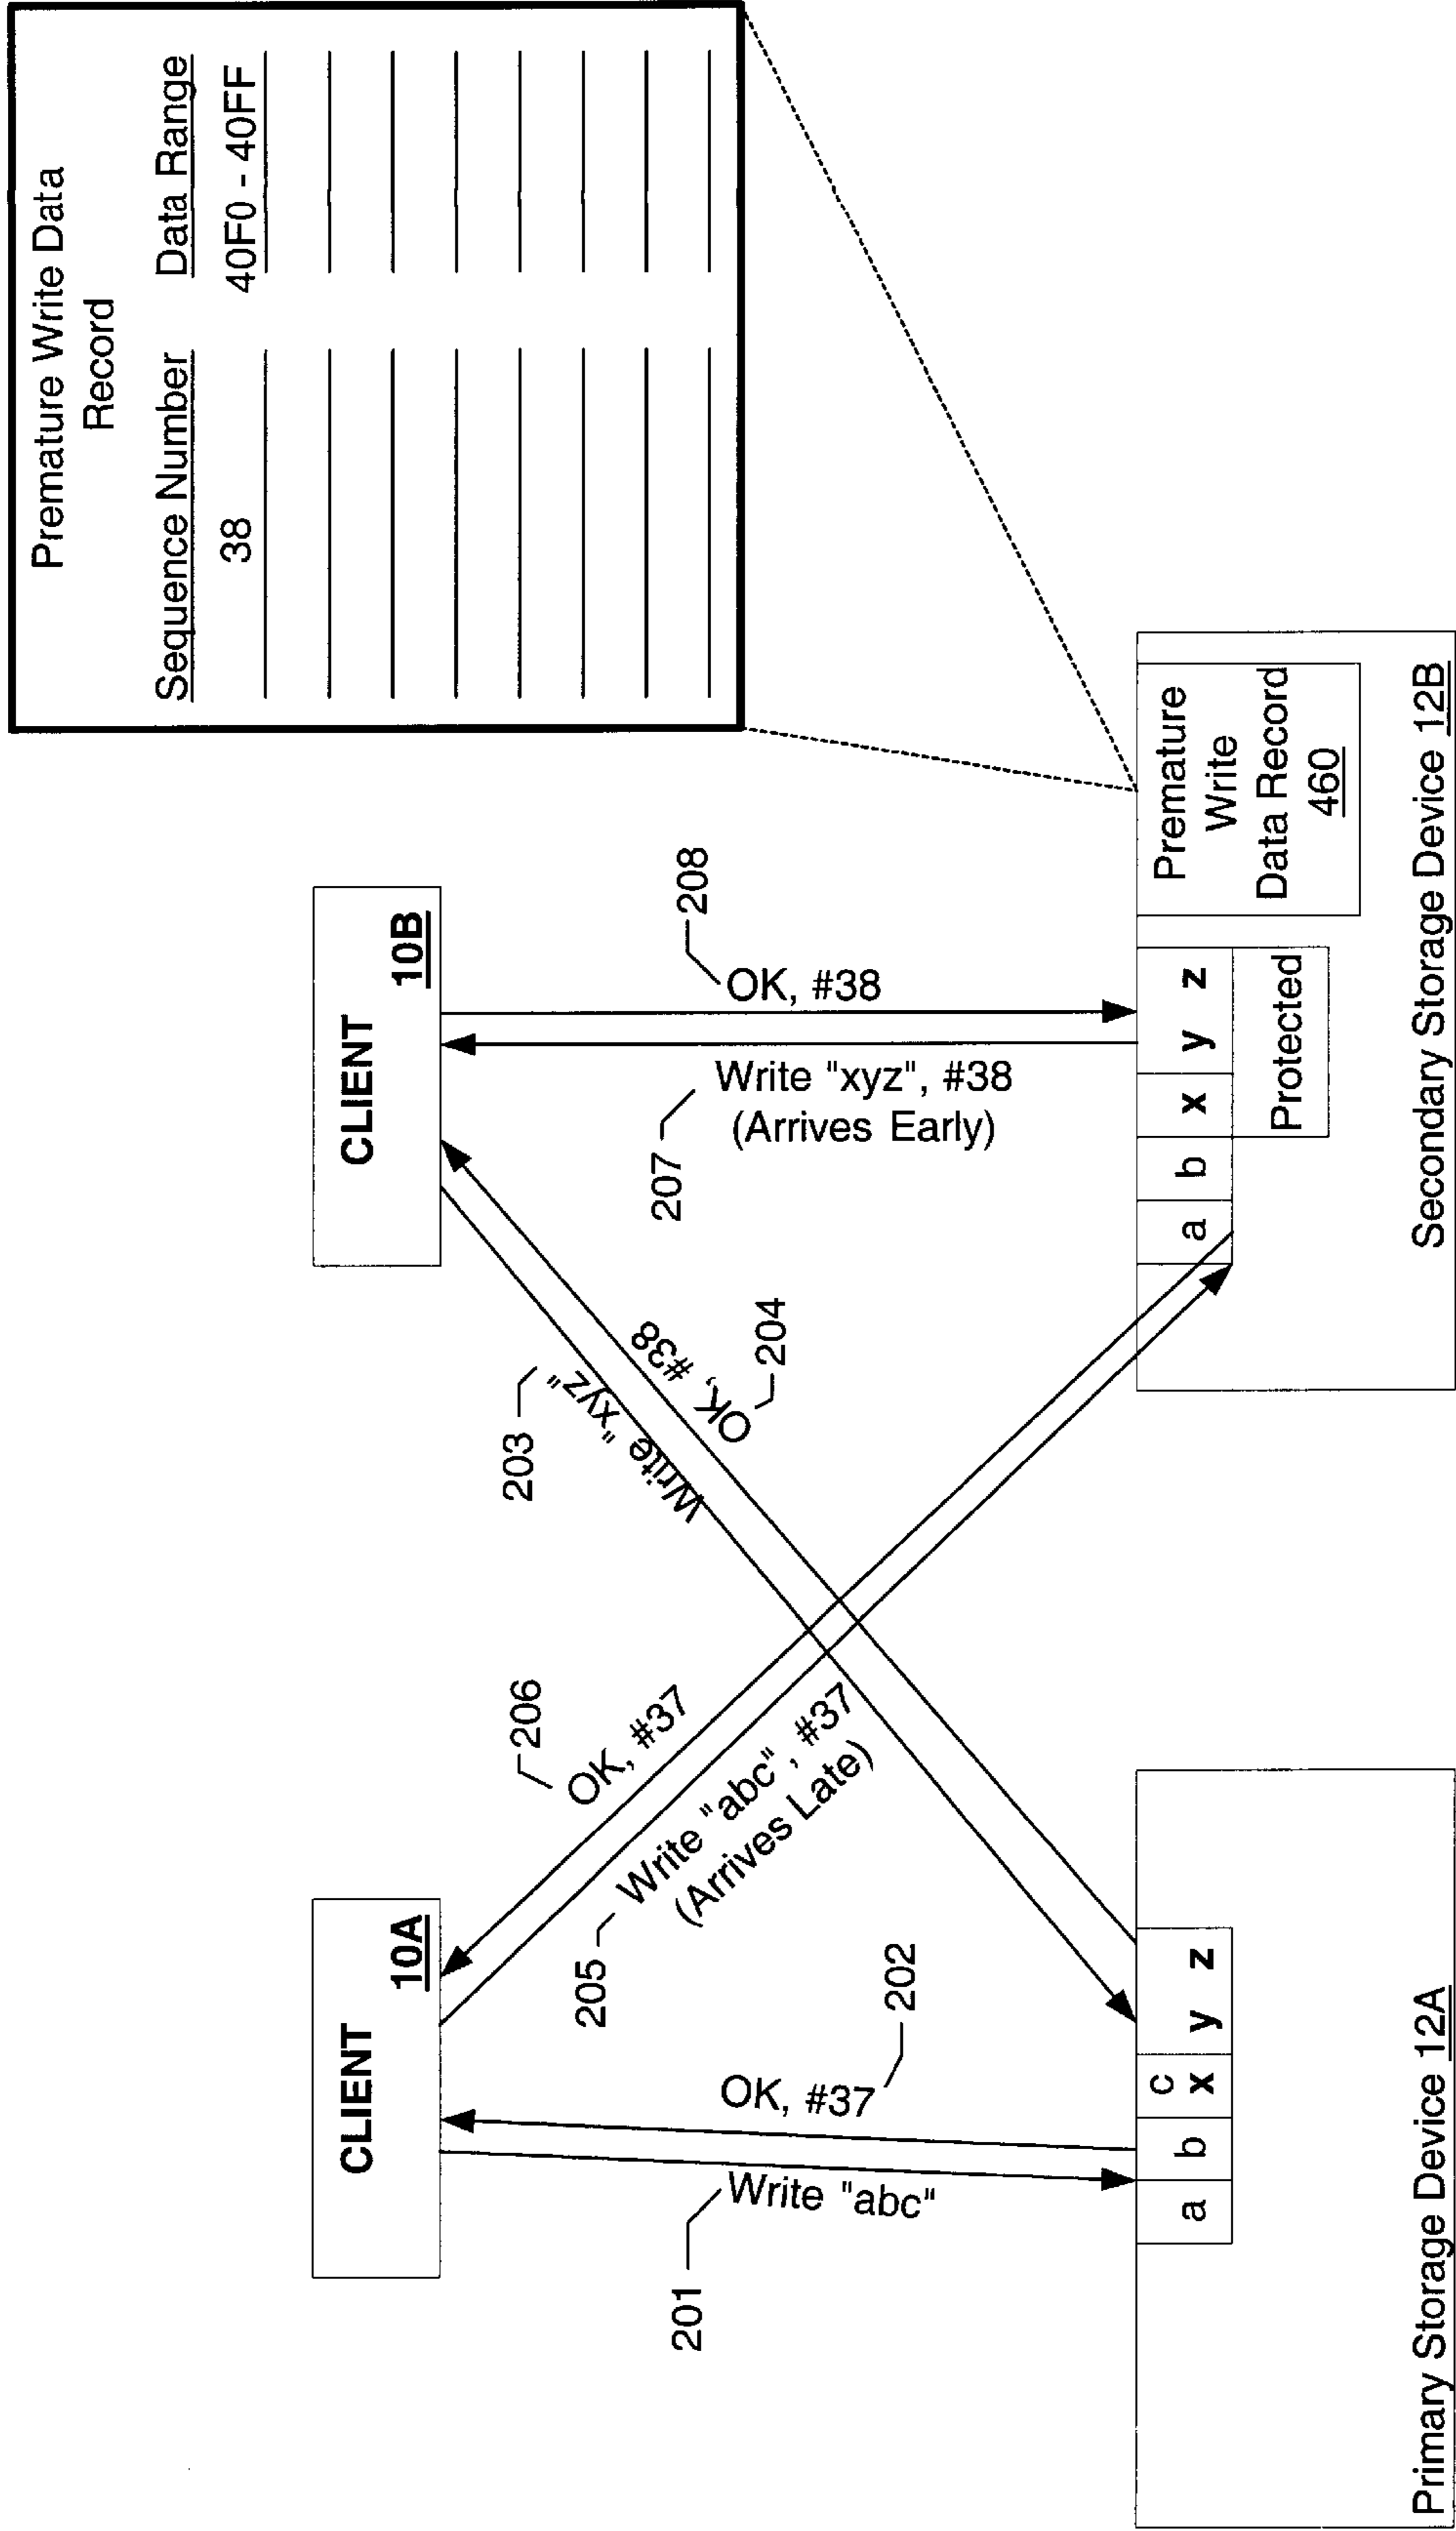 Premature Write Data
Record
Sequence Number Data Range
38 40F0 - 40FF
CLIENT
10A
CLIENT
10B
201
Write "abc"
OK, #37
202
203
Write "xyz"
OK, #38
204
205
Write "abc", #37
(Arrives Late)
206
OK, #37
207
Write "xyz", #38
(Arrives Early)
208
OK, #38
a b c
x y z
Primary Storage Device 12A
a b x y z
Protected
Premature
Write
Data Record
460
Secondary Storage Device 12B